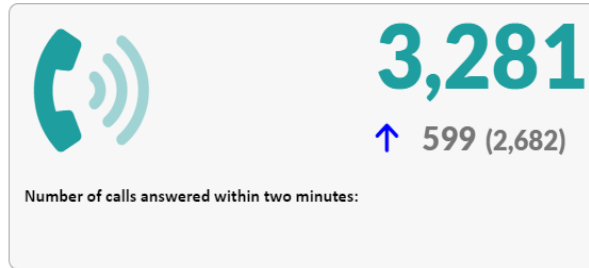 3,281
↑ 599 (2,682)
Number of calls answered within two minutes: